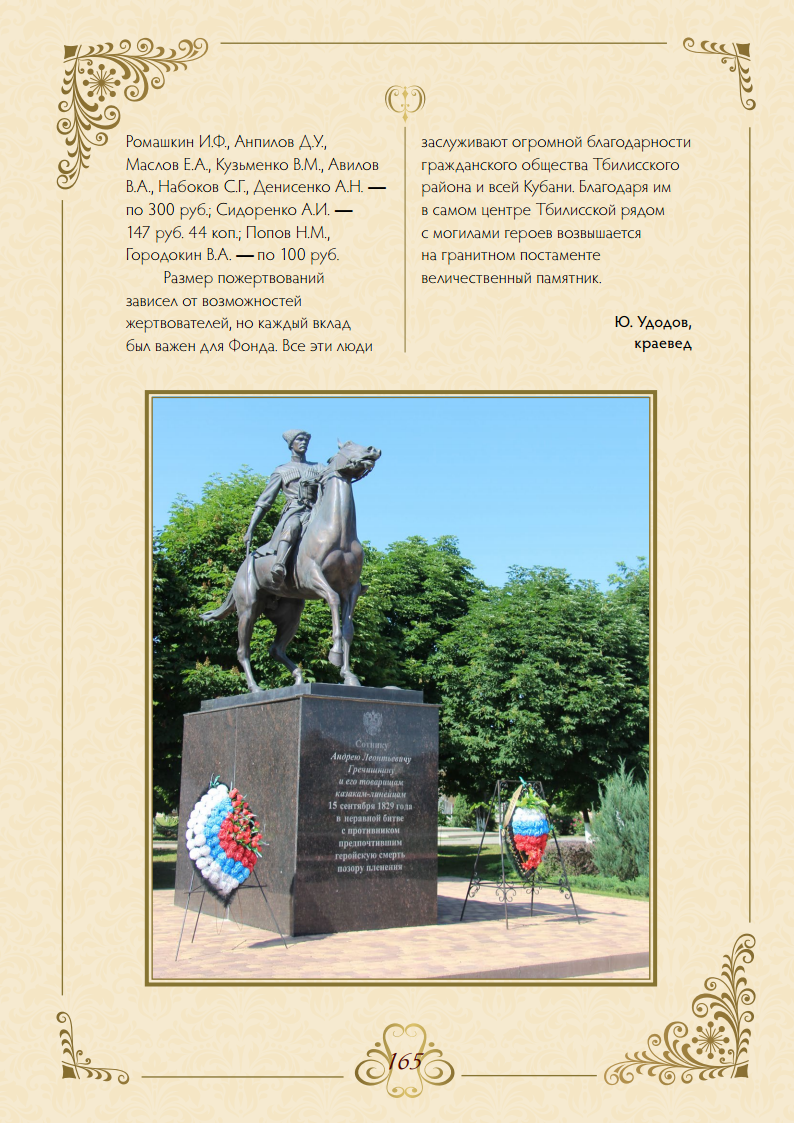 Ромашкин И.Ф., Анпилов Д.У.,
Маслов Е.А., Кузьменко В.М., Авилов
В.А., Набоков С.Г., Денисенко А.Н. —
по 300 руб.; Сидоренко А.И. —
147 руб. 44 коп.; Попов Н.М.,
Городокин В.А. — по 100 руб.
Размер пожертвований
зависел от возможностей
жертвователей, но каждый вклад
был важен для Фонда. Все эти люди
заслуживают огромной благодарности
гражданского общества Тбилисского
района и всей Кубани. Благодаря им
в самом центре Тбилисской рядом
с могилами героев возвышается
на гранитном постаменте
величественный памятник.
Ю. Удодов,
краевед
Сотнику
Андрею Леонтьевичу
Гречишкину
и его товарищам
казакам-линейцам
15 сентября 1829 года
в неравной битве
с противником
предпочтившим
геройскую смерть
позору пленения
165